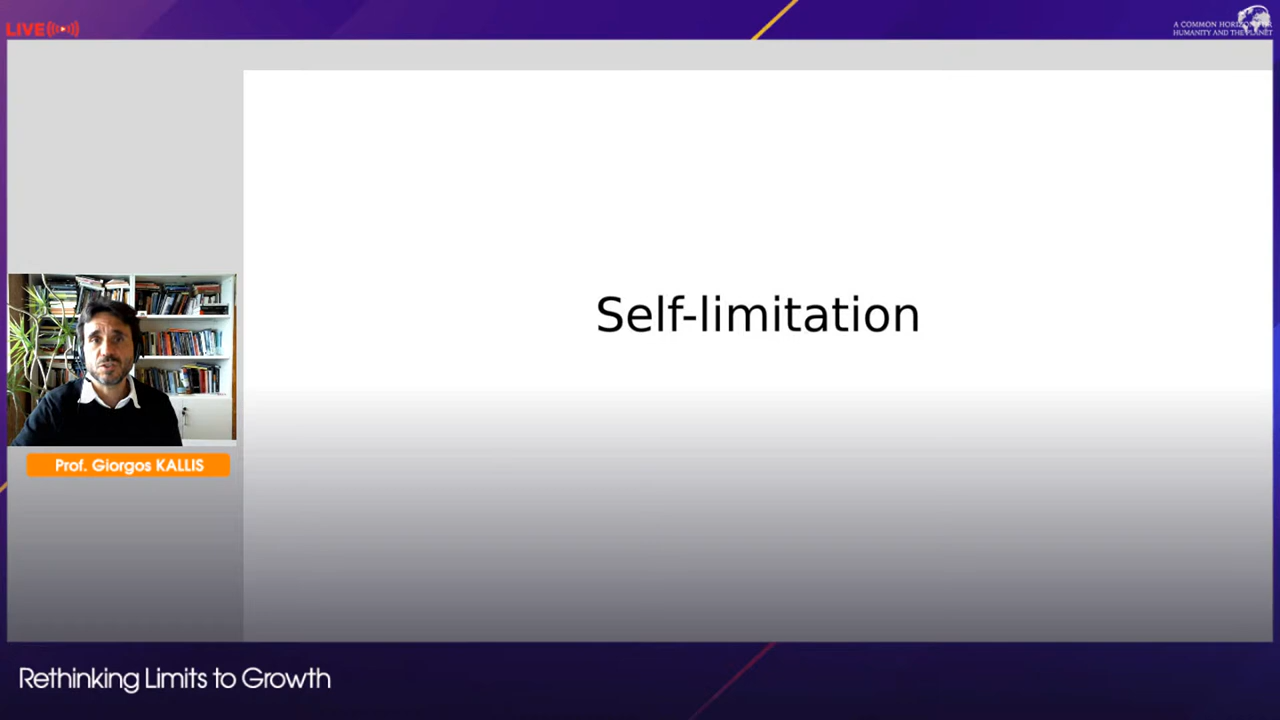 LIVE
A COMMON HORIZON FOR
HUMANITY AND THE PLANET
Self-limitation
Prof. Giorgos KALLIS
Rethinking Limits to Growth